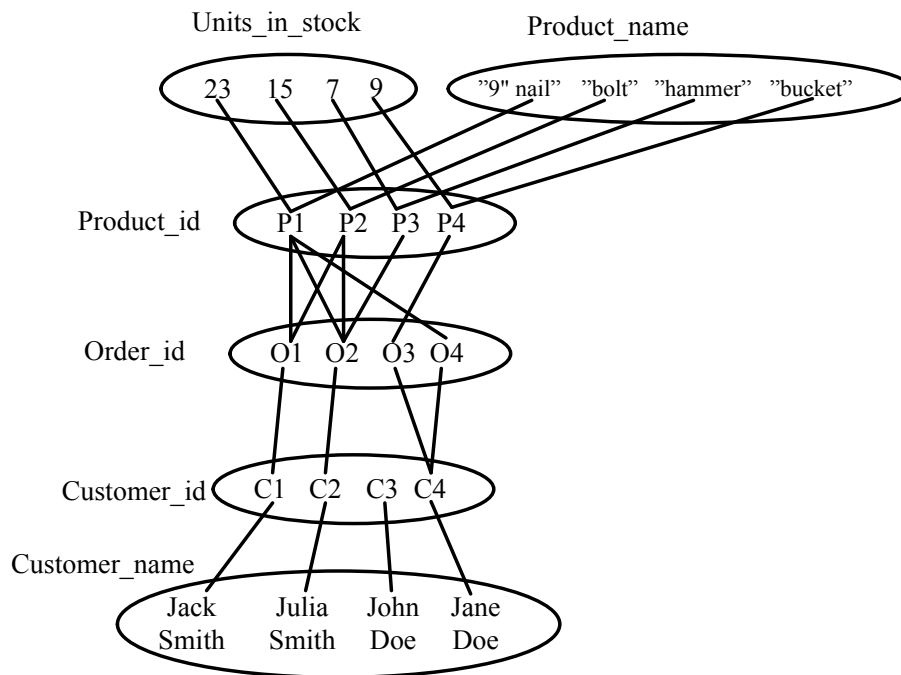 Units_in_stock
Product_name
23 15 7 9
”9" nail” ”bolt” ”hammer” ”bucket”
Product_id
P1 P2 P3 P4
Order_id
O1 O2 O3 O4
Customer_id
C1 C2 C3 C4
Customer_name
Jack Smith
Julia Smith
John Doe
Jane Doe